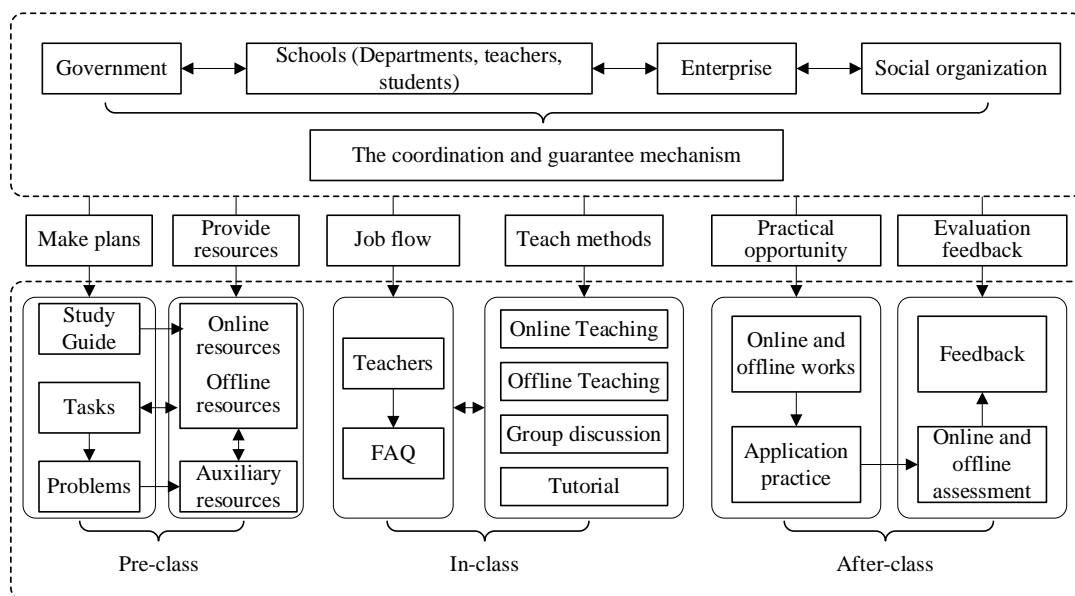 Government
Schools (Departments, teachers,
students)
Enterprise
Social organization
The coordination and guarantee mechanism
Make plans
Provide
resources
Job flow
Teach methods
Practical
opportunity
Evaluation
feedback
Study
Guide
Tasks
Problems
Online
resources
Offline
resources
Auxiliary
resources
Teachers
FAQ
Online Teaching
Offline Teaching
Group discussion
Tutorial
Online and
offline works
Application
practice
Feedback
Online and
offline
assessment
Pre-class
In-class
After-class